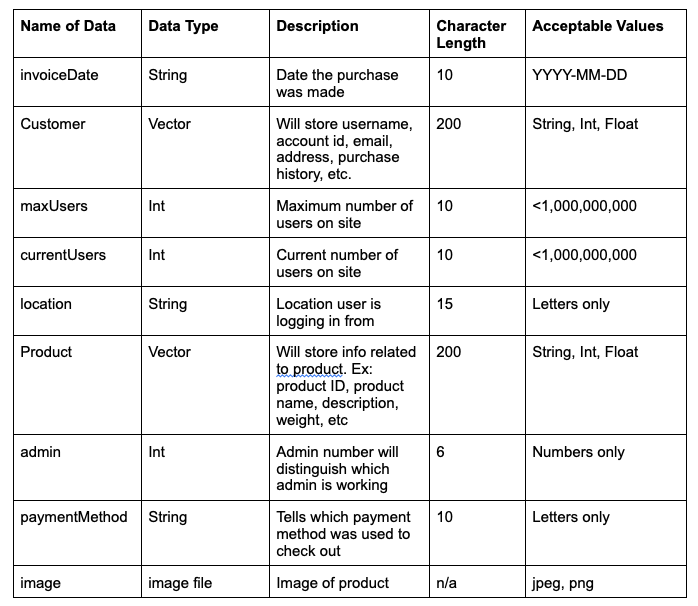 Name of Data Data Type Description Character Length Acceptable Values
invoiceDate String Date the purchase was made 10 YYYY-MM-DD
Customer Vector Will store username, account id, email, address, purchase history, etc. 200 String, Int, Float
maxUsers Int Maximum number of users on site 10 <1,000,000,000
currentUsers Int Current number of users on site 10 <1,000,000,000
location String Location user is logging in from 15 Letters only
Product Vector Will store info related to product. Ex: product ID, product name, description, weight, etc 200 String, Int, Float
admin Int Admin number will distinguish which admin is working 6 Numbers only
paymentMethod String Tells which payment method was used to check out 10 Letters only
image image file Image of product n/a jpeg, png